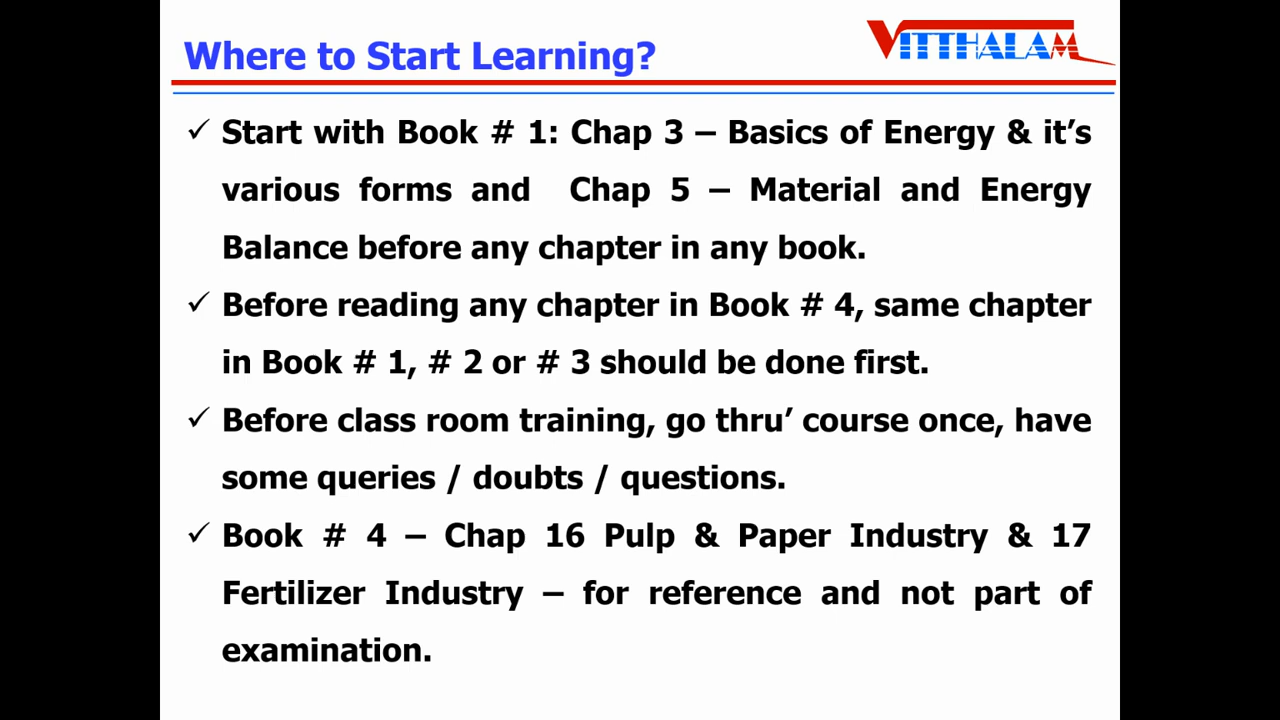 Where to Start Learning?
VITTHALAM
✓ Start with Book # 1: Chap 3 – Basics of Energy & it’s
various forms and Chap 5 – Material and Energy
Balance before any chapter in any book.
✓ Before reading any chapter in Book # 4, same chapter
in Book # 1, # 2 or # 3 should be done first.
✓ Before class room training, go thru’ course once, have
some queries / doubts / questions.
✓ Book # 4 – Chap 16 Pulp & Paper Industry & 17
Fertilizer Industry – for reference and not part of
examination.